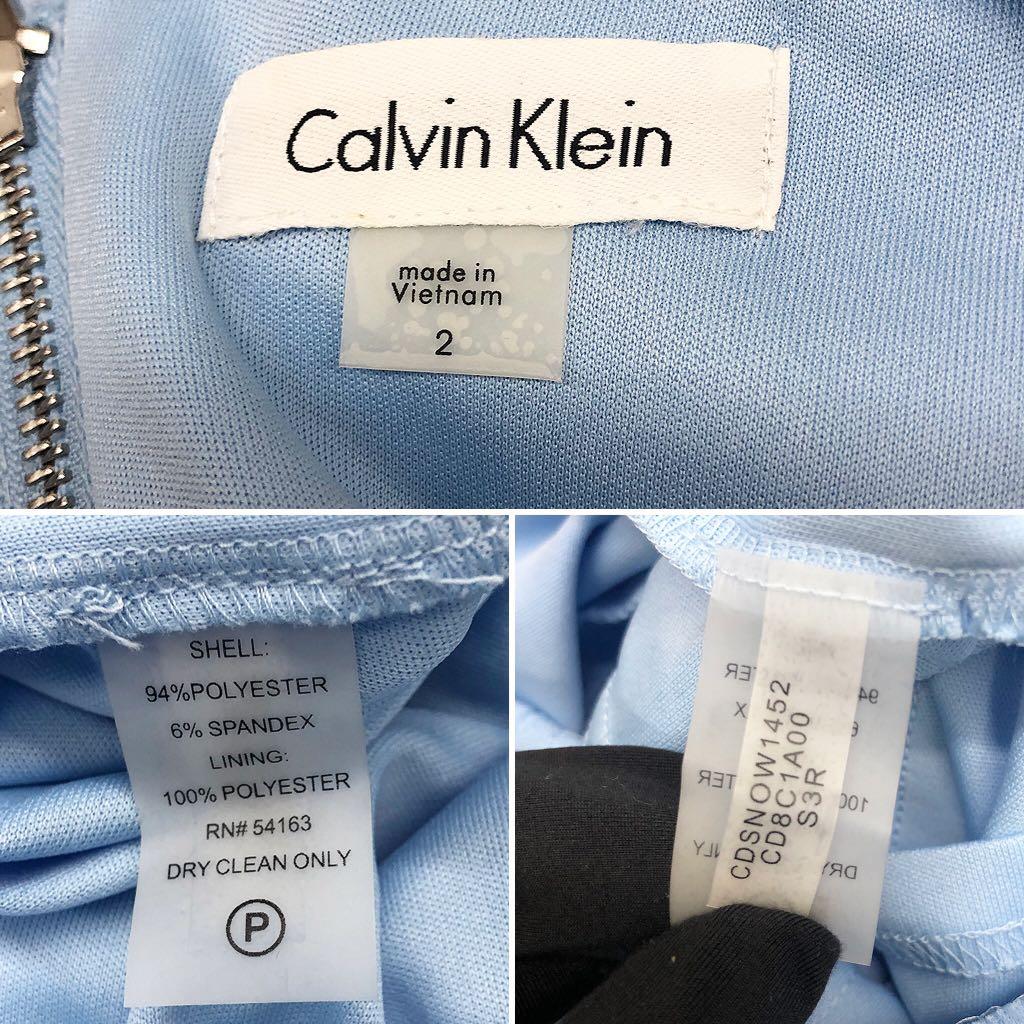 Calvin Klein
made in
Vietnam
2
SHELL:
94%POLYESTER
6% SPANDEX
LINING:
100% POLYESTER
RN# 54163
DRY CLEAN ONLY
P
CDSNOW1452
CD8C1A00
S3R